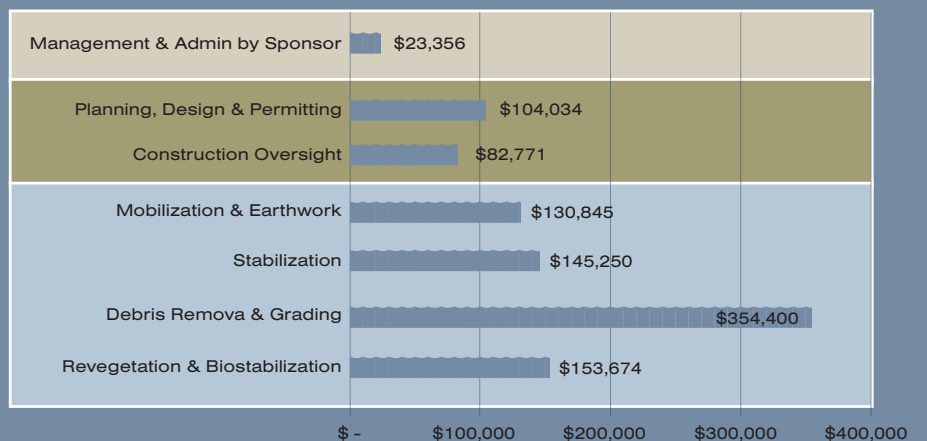 Management & Admin by Sponsor $23,356
Planning, Design & Permitting $104,034
Construction Oversight $82,771
Mobilization & Earthwork $130,845
Stabilization $145,250
Debris Remova & Grading $354,400
Revegetation & Biostabilization $153,674
$ - $100,000 $200,000 $300,000 $400,000